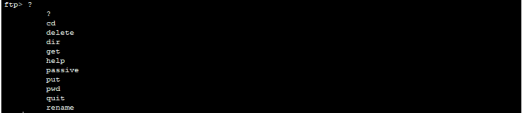 ftp> ?
?
cd
delete
dir
get
help
passive
put
pwd
quit
rename